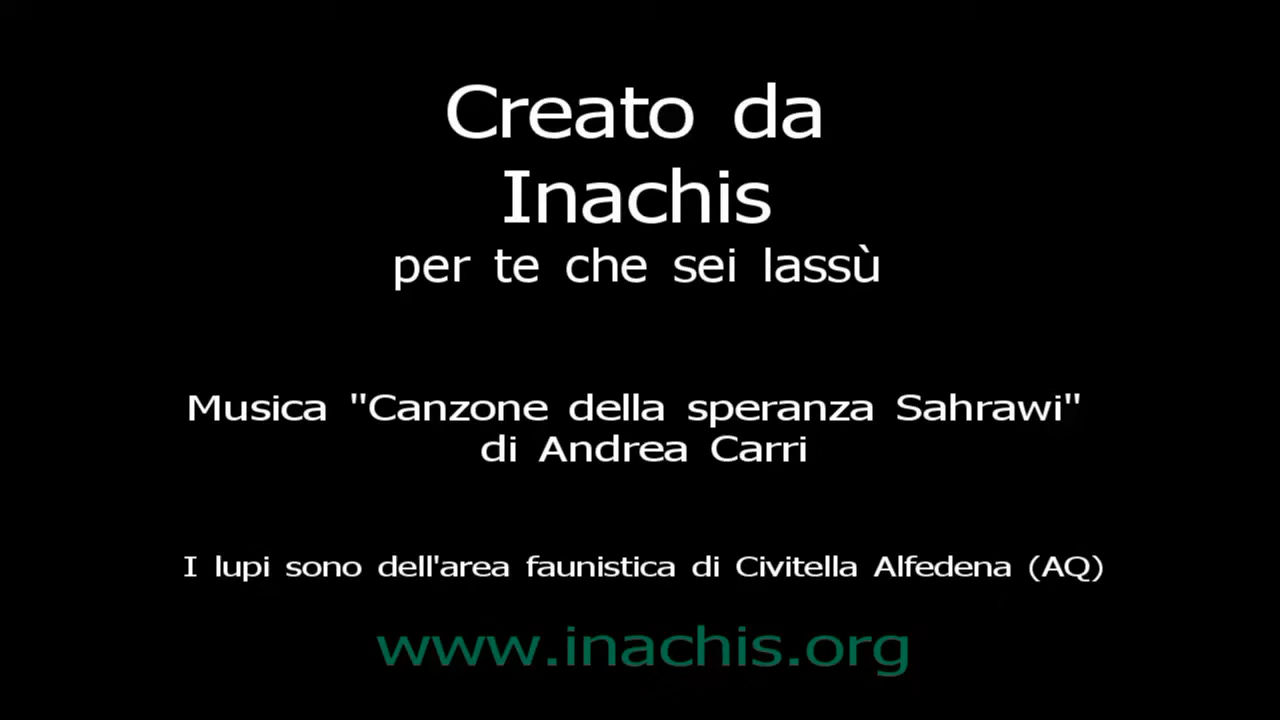 Creato da
Inachis
per te che sei lassù
Musica "Canzone della speranza Sahrawi"
di Andrea Carri
I lupi sono dell'area faunistica di Civitella Alfedena (AQ)
www.inachis.org